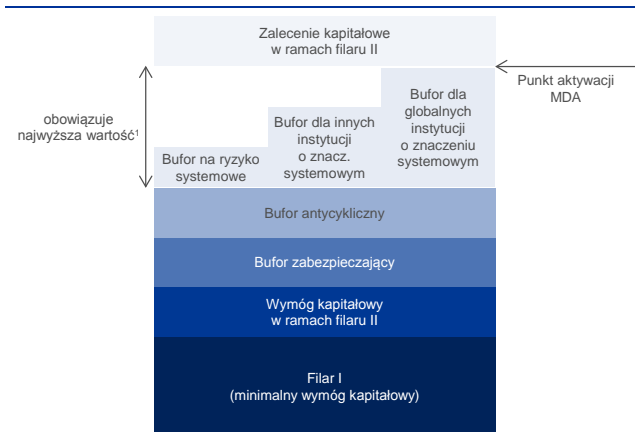 Zalecenie kapitałowe
w ramach filaru II
Punkt aktywacji
MDA
obowiązuje
najwyższa wartość¹
Bufor na ryzyko
systemowe
Bufor dla innych
instytucji
o znacz.
systemowym
Bufor dla
globalnych
instytucji
o znaczeniu
systemowym
Bufor antycykliczny
Bufor zabezpieczający
Wymóg kapitałowy
w ramach filaru II
Filar I
(minimalny wymóg kapitałowy)